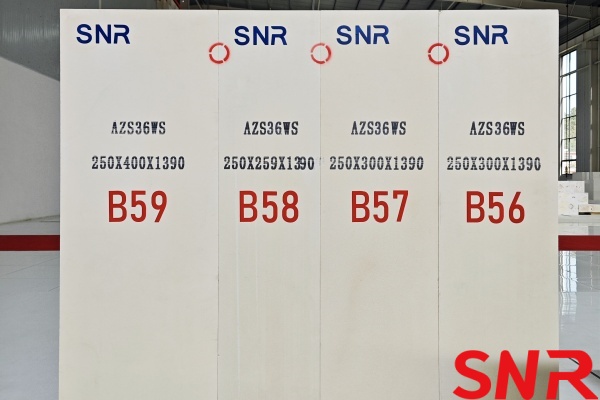 SNR SNR SNR SNR
AZS36WS AZS36WS AZS36WS AZS36WS
250X400X1390 250X259X1390 250X300X1390 250X300X1390
B59 B58 B57 B56
SNR